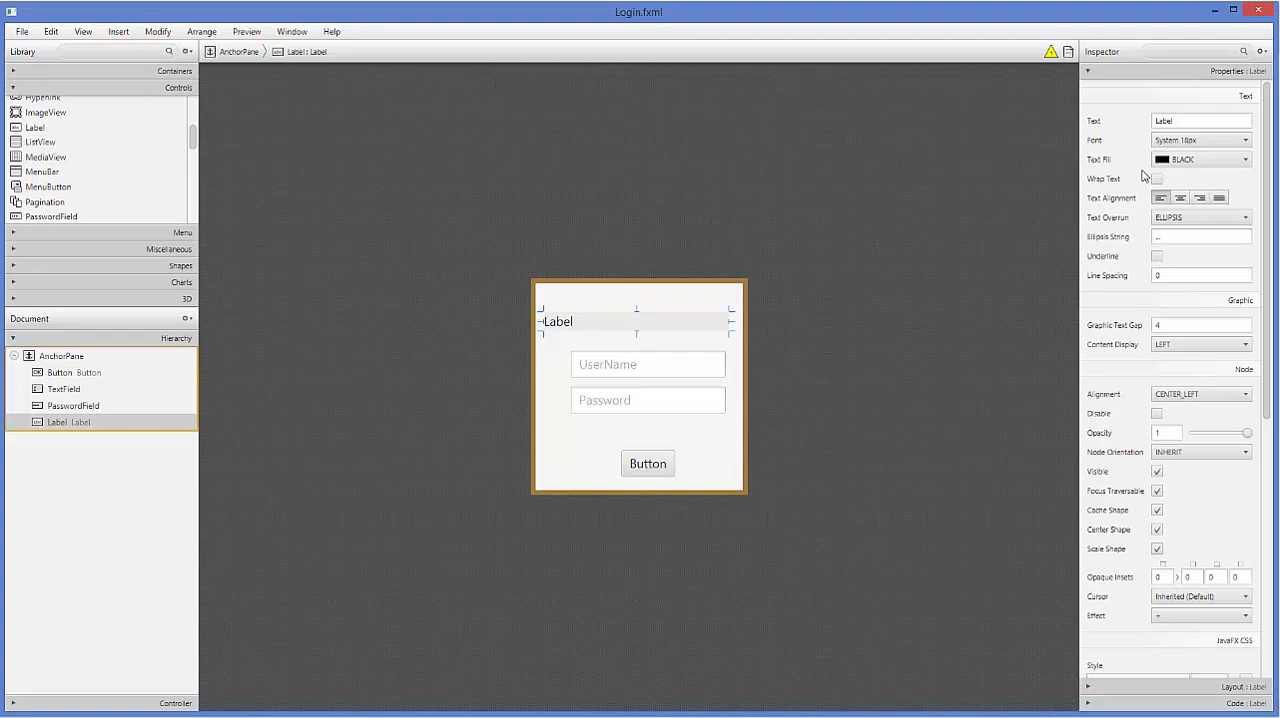 Login.fxml
File Edit View Insert Modify Arrange Preview Window Help
Library
AnchorPane Label : Label
Inspector
Containers
Controls
HyperLink
ImageView
Label
ListView
MediaView
MenuBar
MenuButton
Pagination
PasswordField
Menu
Miscellaneous
Shapes
Charts
3D
Document
Hierarchy
AnchorPane
Button Button
TextField
PasswordField
Label Label
Controller
Label
UserName
Password
Button
Properties : Label
Text
Text Label
Font System 18px
Text Fill BLACK
Wrap Text
Text Alignment
Text Overrun ELLIPSIS
Ellipsis String ...
Underline
Line Spacing 0
Graphic
Graphic Text Gap 4
Content Display LEFT
Node
Alignment CENTER_LEFT
Disable
Opacity 1
Node Orientation INHERIT
Visible
Focus Traversable
Cache Shape
Center Shape
Scale Shape
Opaque Insets 0 0 0 0
Cursor Inherited (Default)
Effect +
JavaFX CSS
Style
Layout : Label
Code : Label